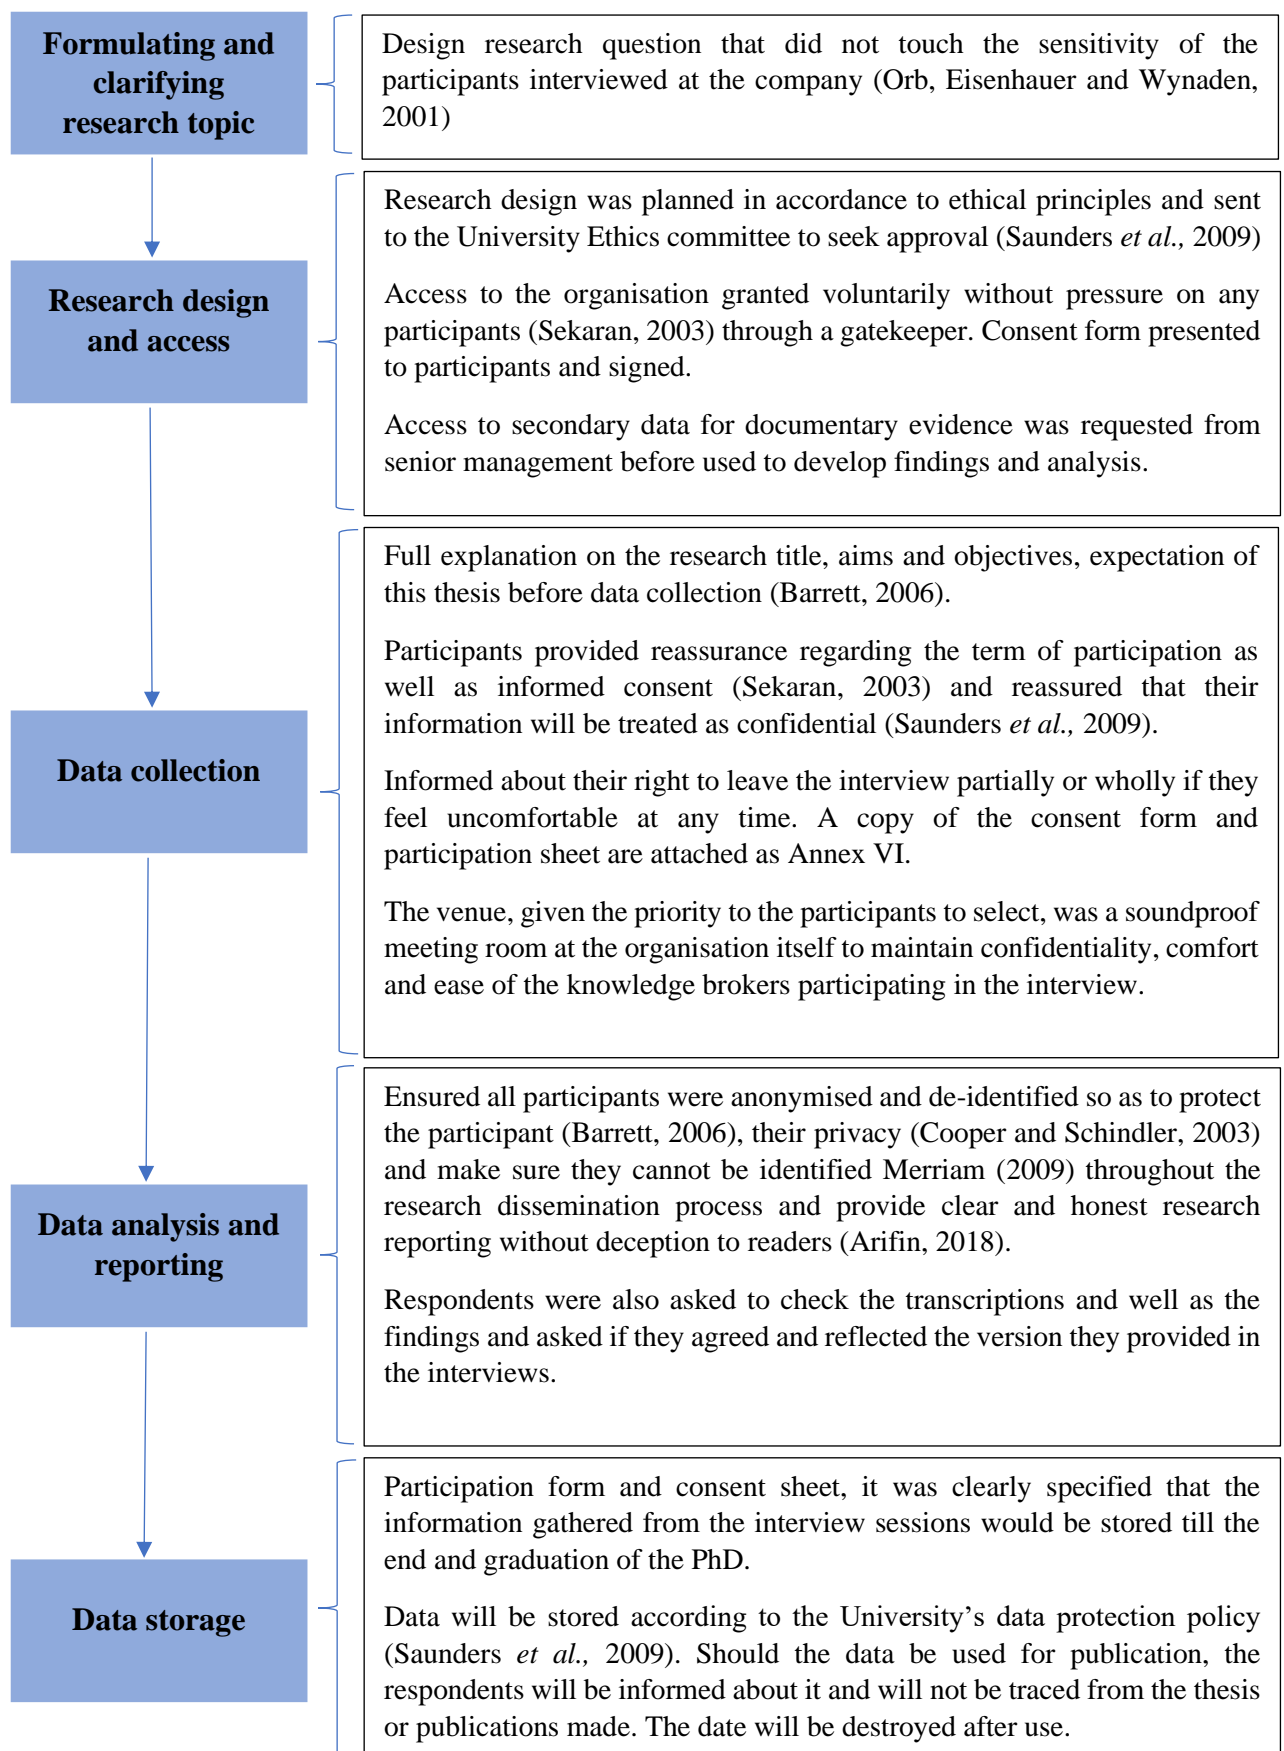 Formulating and
clarifying
research topic
Design research question that did not touch the sensitivity of the
participants interviewed at the company (Orb, Eisenhauer and Wynaden,
2001)
Research design
and access
Research design was planned in accordance to ethical principles and sent
to the University Ethics committee to seek approval (Saunders et al., 2009)
Access to the organisation granted voluntarily without pressure on any
participants (Sekaran, 2003) through a gatekeeper. Consent form presented
to participants and signed.
Access to secondary data for documentary evidence was requested from
senior management before used to develop findings and analysis.
Data collection
Full explanation on the research title, aims and objectives, expectation of
this thesis before data collection (Barrett, 2006).
Participants provided reassurance regarding the term of participation as
well as informed consent (Sekaran, 2003) and reassured that their
information will be treated as confidential (Saunders et al., 2009).
Informed about their right to leave the interview partially or wholly if they
feel uncomfortable at any time. A copy of the consent form and
participation sheet are attached as Annex VI.
The venue, given the priority to the participants to select, was a soundproof
meeting room at the organisation itself to maintain confidentiality, comfort
and ease of the knowledge brokers participating in the interview.
Data analysis and
reporting
Ensured all participants were anonymised and de-identified so as to protect
the participant (Barrett, 2006), their privacy (Cooper and Schindler, 2003)
and make sure they cannot be identified Merriam (2009) throughout the
research dissemination process and provide clear and honest research
reporting without deception to readers (Arifin, 2018).
Respondents were also asked to check the transcriptions and well as the
findings and asked if they agreed and reflected the version they provided in
the interviews.
Data storage
Participation form and consent sheet, it was clearly specified that the
information gathered from the interview sessions would be stored till the
end and graduation of the PhD.
Data will be stored according to the University’s data protection policy
(Saunders et al., 2009). Should the data be used for publication, the
respondents will be informed about it and will not be traced from the thesis
or publications made. The date will be destroyed after use.